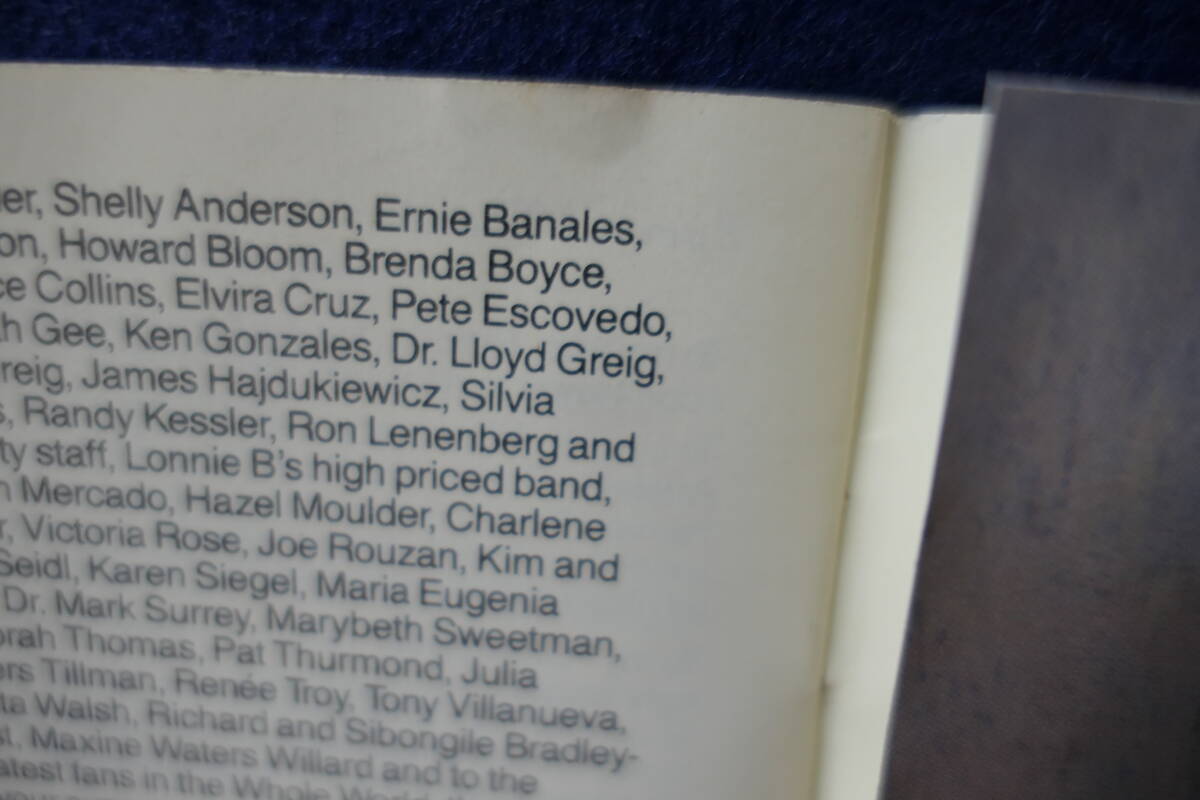 er, Shelly Anderson, Ernie Banales,
on, Howard Bloom, Brenda Boyce,
ce Collins, Elvira Cruz, Pete Escovedo,
h Gee, Ken Gonzales, Dr. Lloyd Greig,
reig, James Hajdukiewicz, Silvia
s, Randy Kessler, Ron Lenenberg and
ty staff, Lonnie B's high priced band,
n Mercado, Hazel Moulder, Charlene
r, Victoria Rose, Joe Rouzan, Kim and
Seidl, Karen Siegel, Maria Eugenia
Dr. Mark Surrey, Marybeth Sweetman,
orah Thomas, Pat Thurmond, Julia
ers Tillman, Renée Troy, Tony Villanueva,
ta Walsh, Richard and Sibongile Bradley-
st, Maxine Waters Willard and to the
atest fans in the Whole World,